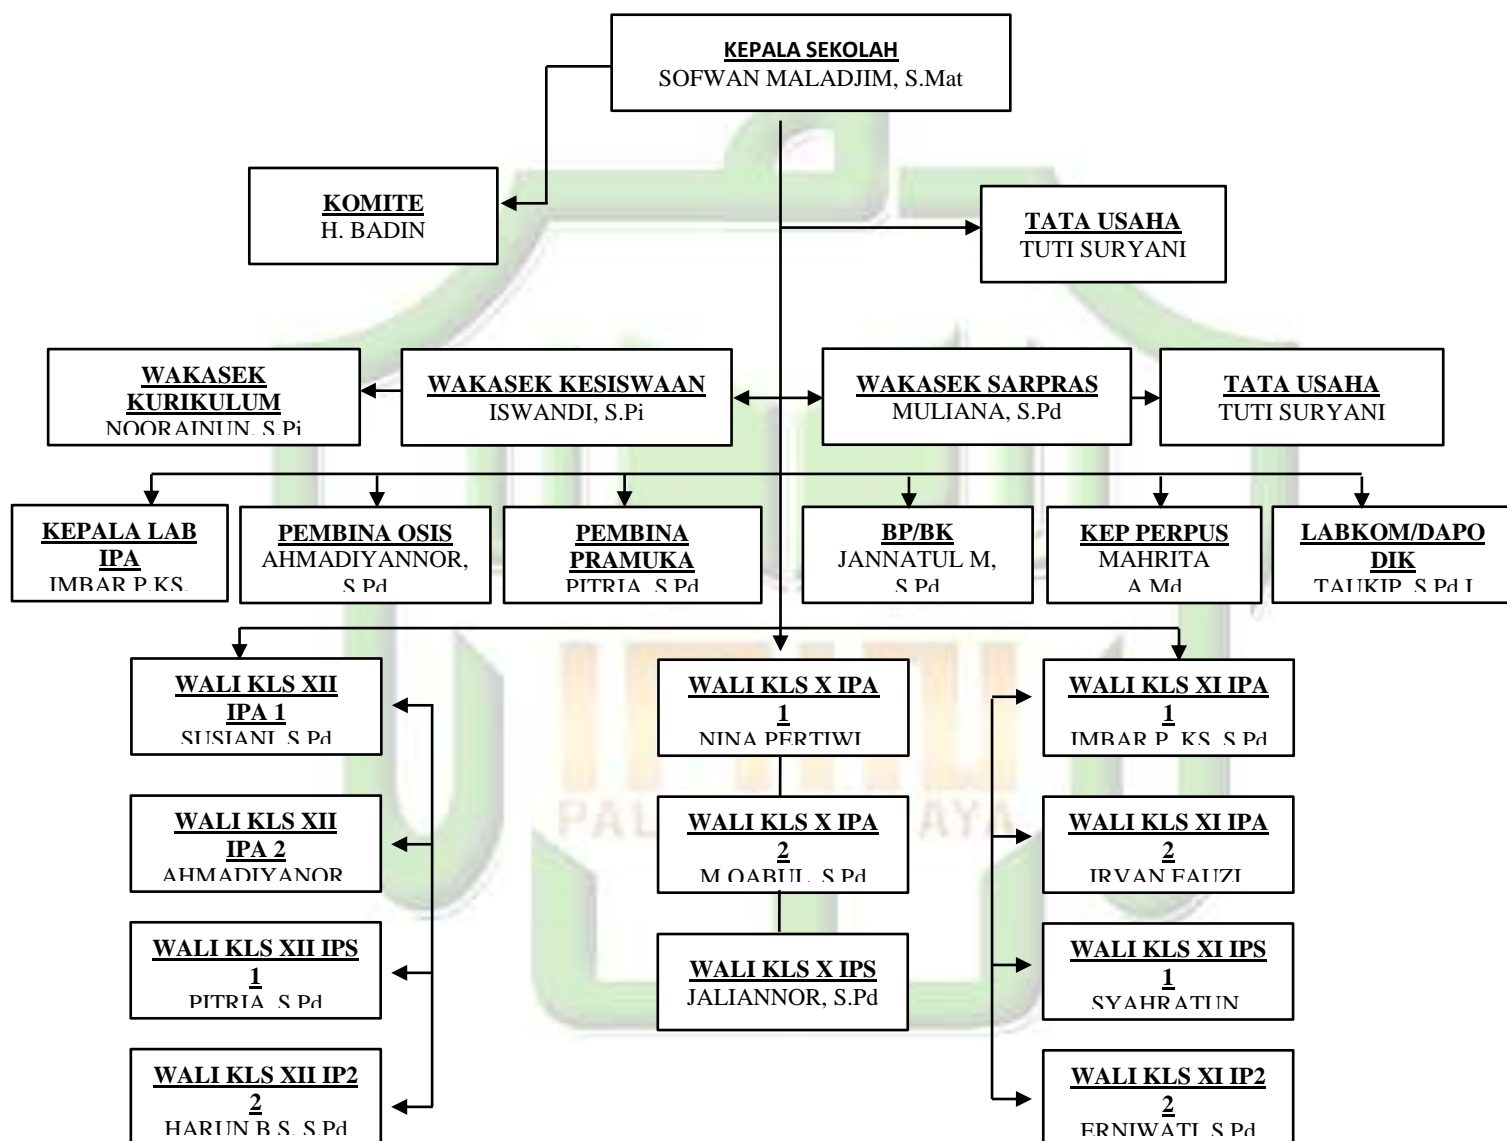 KEPALA SEKOLAH
SOFWAN MALADJIM, S.Mat
KOMITE
H. BADIN
TATA USAHA
TUTI SURYANI
WAKASEK
KURIKULUM
NOORAINUN, S.Pi
WAKASEK KESISWAAN
ISWANDI, S.Pi
WAKASEK SARPRAS
MULIANA, S.Pd
TATA USAHA
TUTI SURYANI
KEPALA LAB
IPA
IMBAR P.KS,
PEMBINA OSIS
AHMADIYANNOR,
S.Pd
PEMBINA
PRAMUKA
PITRIA, S.Pd
BP/BK
JANNATUL M,
S.Pd
KEP PERPUS
MAHRITA
A.Md
LABKOM/DAPO
DIK
TAUKIP, S.Pd.I
WALI KLS XII
IPA 1
SUSIANI, S.Pd
WALI KLS X IPA
1
NINA PERTIWI
WALI KLS XI IPA
1
IMBAR P. KS, S.Pd
WALI KLS XII
IPA 2
AHMADIYANOR
WALI KLS X IPA
2
M.QABUL, S.Pd
WALI KLS XI IPA
2
IRVAN FAUZI
WALI KLS XII IPS
1
PITRIA, S.Pd
WALI KLS X IPS
JALIANNOR, S.Pd
WALI KLS XI IPS
1
SYAHRATUN
WALI KLS XII IP2
2
HARUN B.S, S.Pd
WALI KLS XI IP2
2
ERNIWATI, S.Pd